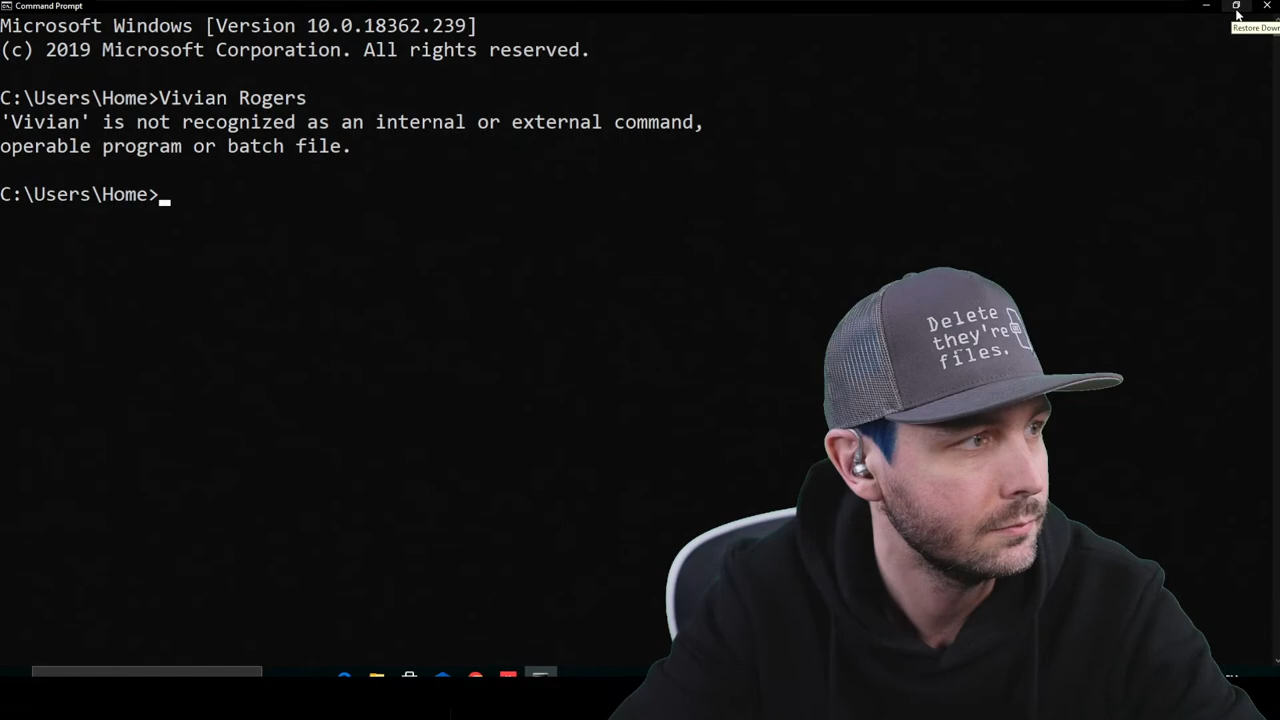 Command Prompt
Microsoft Windows [Version 10.0.18362.239]
(c) 2019 Microsoft Corporation. All rights reserved.
C:\Users\Home>Vivian Rogers
'Vivian' is not recognized as an internal or external command,
operable program or batch file.
C:\Users\Home>
Restore Down
Delete
they're
files.